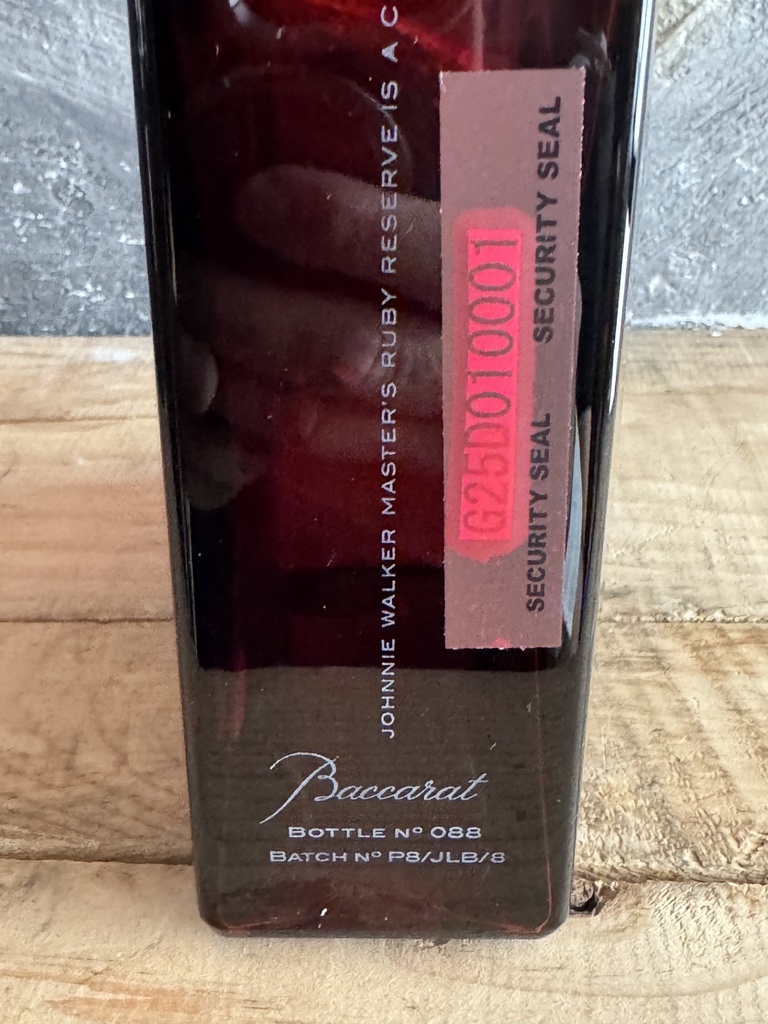 JOHNNIE WALKER MASTER'S RUBY RESERVE IS A C
G25D010001
SECURITY SEAL SECURITY SEAL
Baccarat
BOTTLE Nº 088
BATCH Nº P8/JLB/8